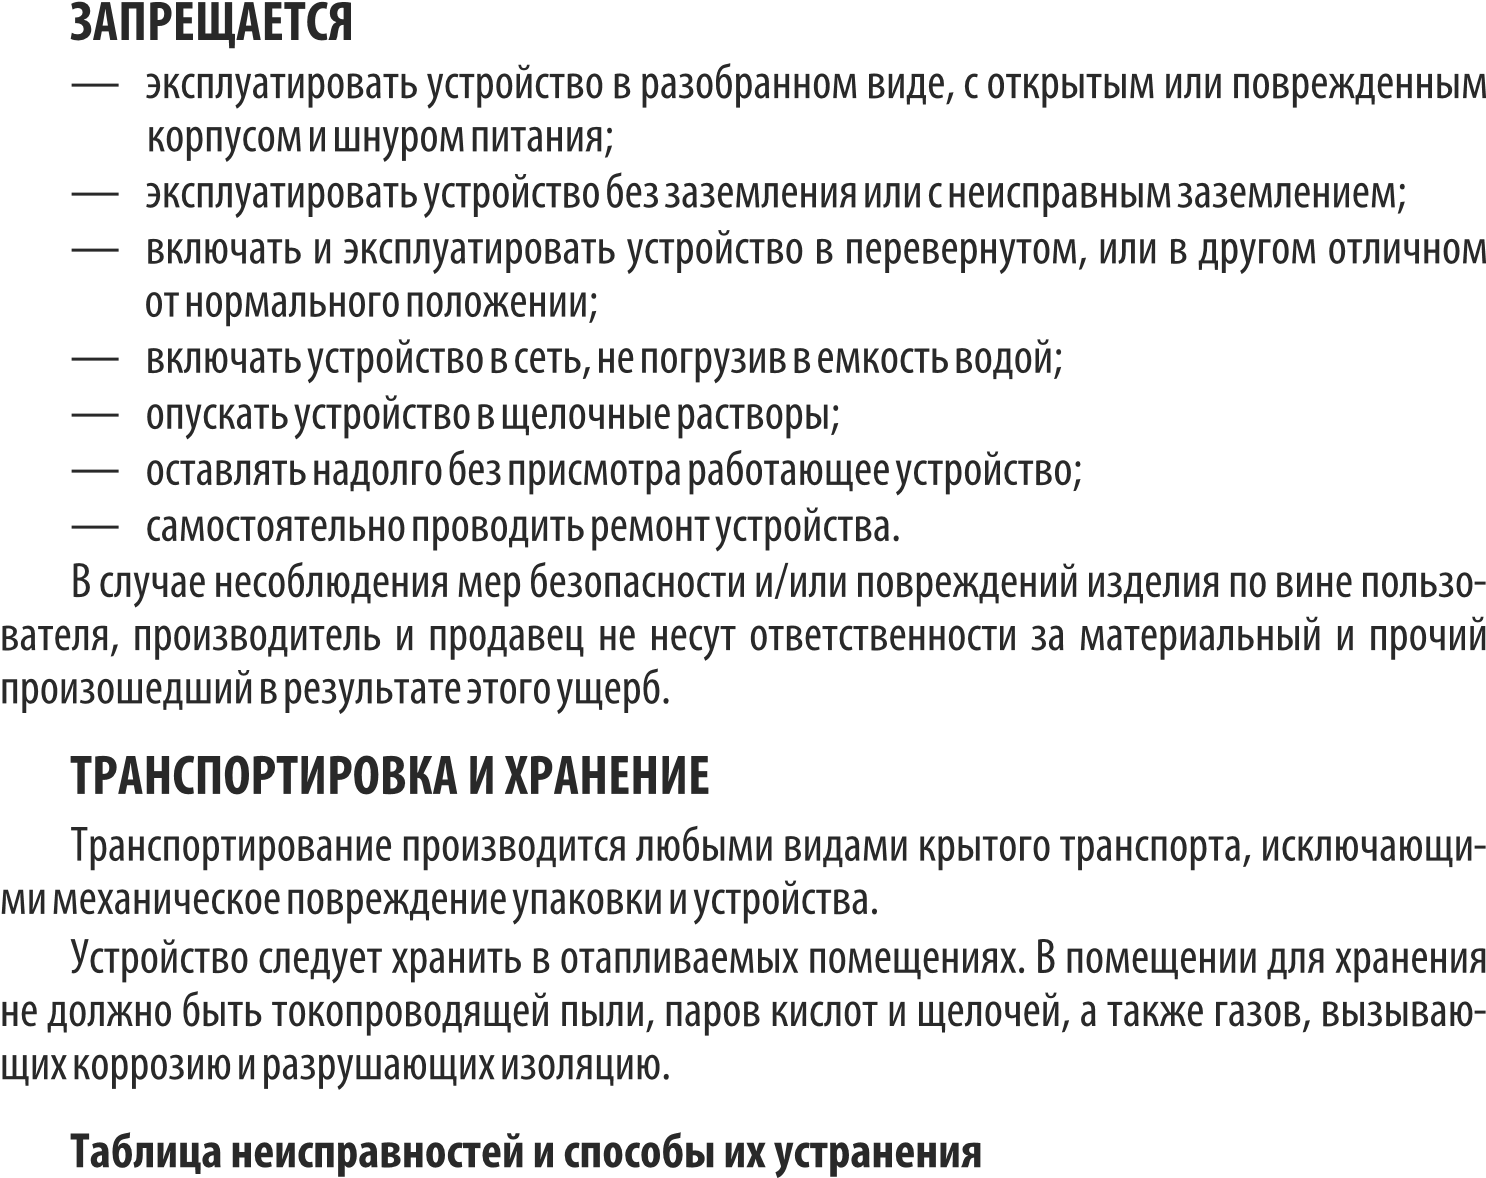 ЗАПРЕЩАЕТСЯ
— эксплуатировать устройство в разобранном виде, с открытым или поврежденным
корпусом и шнуром питания;
— эксплуатировать устройство без заземления или с неисправным заземлением;
— включать и эксплуатировать устройство в перевернутом, или в другом отличном
от нормального положении;
— включать устройство в сеть, не погрузив в емкость водой;
— опускать устройство в щелочные растворы;
— оставлять надолго без присмотра работающее устройство;
— самостоятельно проводить ремонт устройства.
В случае несоблюдения мер безопасности и/или повреждений изделия по вине пользо-
вателя, производитель и продавец не несут ответственности за материальный и прочий
произошедший в результате этого ущерб.
ТРАНСПОРТИРОВКА И ХРАНЕНИЕ
Транспортирование производится любыми видами крытого транспорта, исключающи-
ми механическое повреждение упаковки и устройства.
Устройство следует хранить в отапливаемых помещениях. В помещении для хранения
не должно быть токопроводящей пыли, паров кислот и щелочей, а также газов, вызываю-
щих коррозию и разрушающих изоляцию.
Таблица неисправностей и способы их устранения